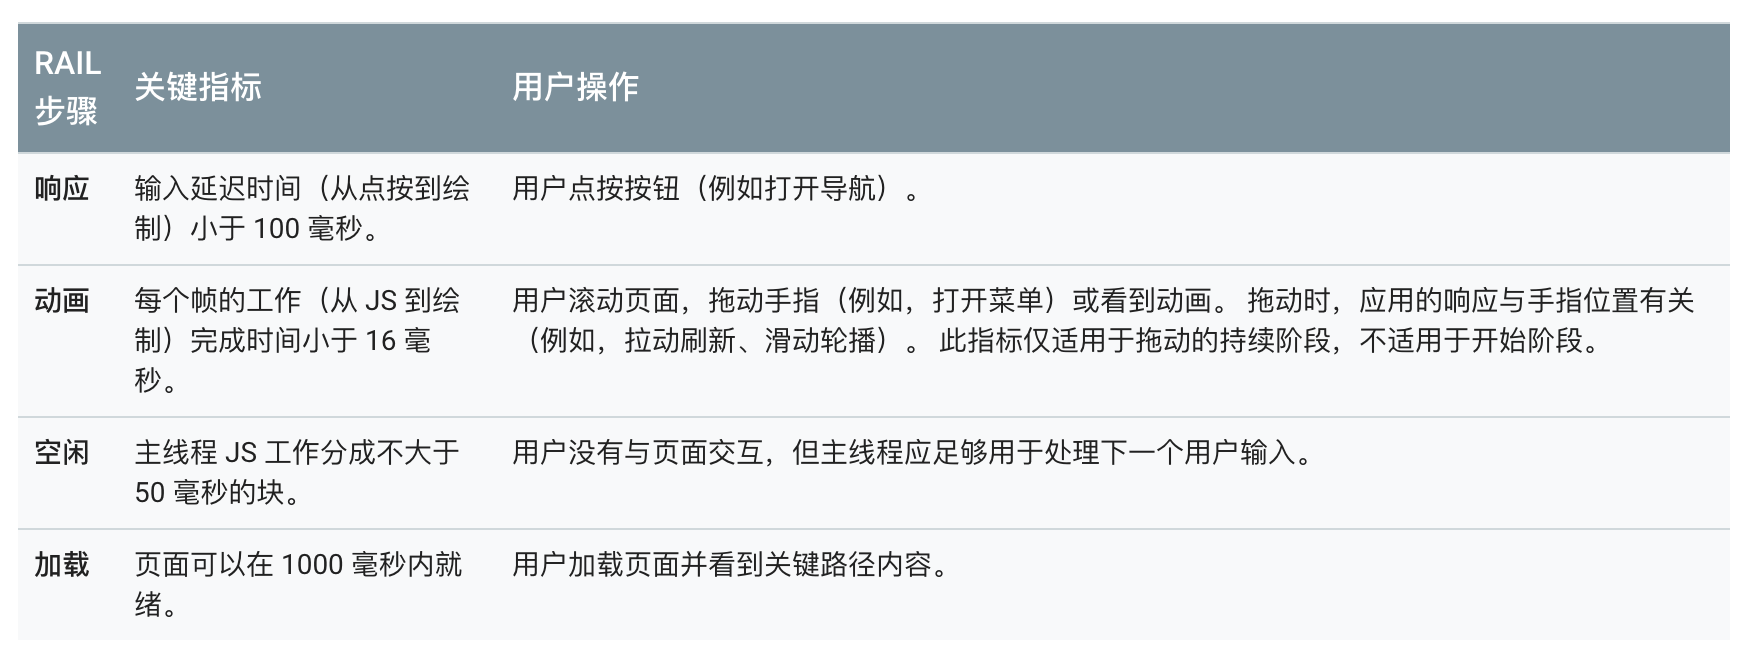 RAIL
步骤
关键指标
用户操作
响应
输入延迟时间（从点按到绘
制）小于 100 毫秒。
用户点按按钮（例如打开导航）。
动画
每个帧的工作（从 JS 到绘
制）完成时间小于 16 毫
秒。
用户滚动页面，拖动手指（例如，打开菜单）或看到动画。 拖动时，应用的响应与手指位置有关
（例如，拉动刷新、滑动轮播）。 此指标仅适用于拖动的持续阶段，不适用于开始阶段。
空闲
主线程 JS 工作分成不大于
50 毫秒的块。
用户没有与页面交互，但主线程应足够用于处理下一个用户输入。
加载
页面可以在 1000 毫秒内就
绪。
用户加载页面并看到关键路径内容。